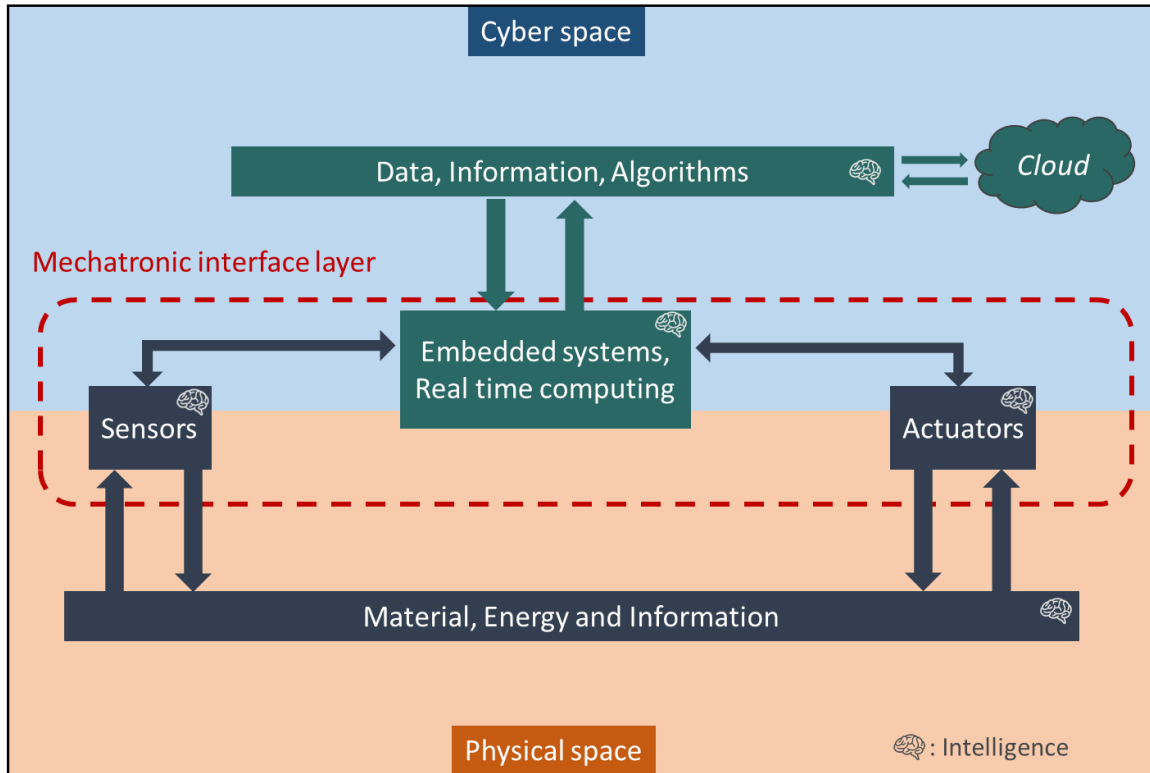 Cyber space
Data, Information, Algorithms
Cloud
Mechatronic interface layer
Embedded systems,
Real time computing
Sensors
Actuators
Material, Energy and Information
Physical space
: Intelligence